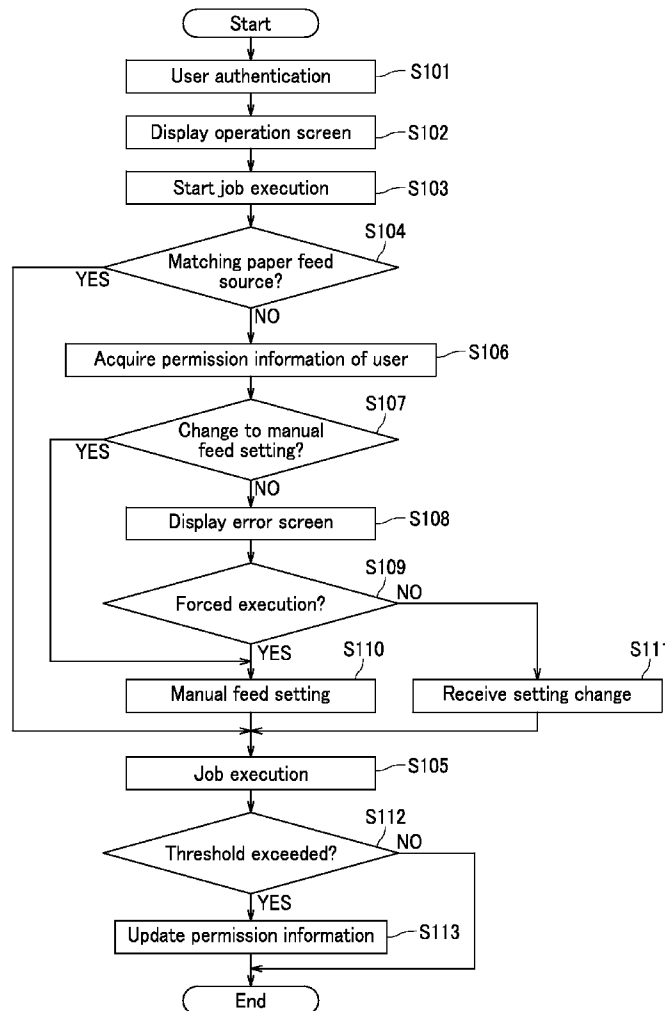 Start
User authentication
S101
Display operation screen
S102
Start job execution
S103
S104
Matching paper feed
source?
YES
NO
Acquire permission information of user
S106
S107
Change to manual
feed setting?
YES
NO
Display error screen
S108
S109
Forced execution?
NO
YES
S110
S111
Manual feed setting
Receive setting change
Job execution
S105
S112
Threshold exceeded?
NO
YES
Update permission information
S113
End